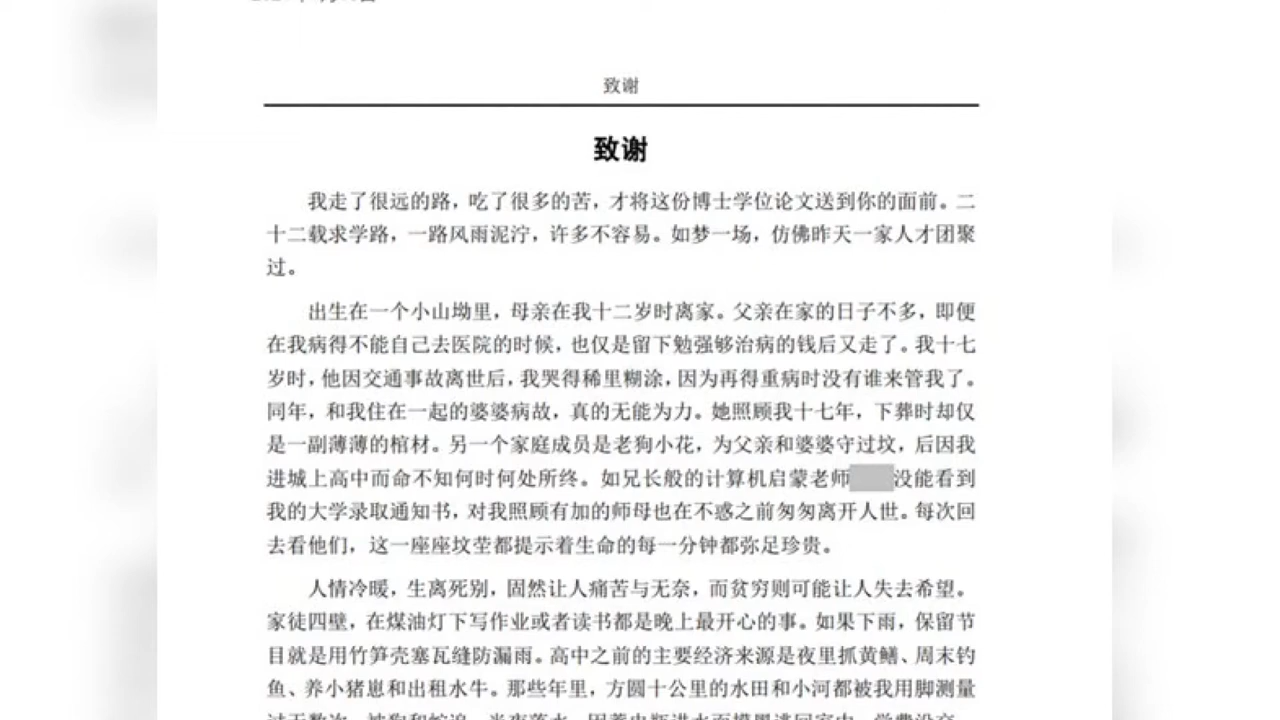 致谢
致谢
我走了很远的路，吃了很多的苦，才将这份博士学位论文送到你的面前。二
十二载求学路，一路风雨泥泞，许多不容易。如梦一场，仿佛昨天一家人才团聚
过。
出生在一个小山坳里，母亲在我十二岁时离家。父亲在家的日子不多，即便
在我病得不能自己去医院的时候，也仅是留下勉强够治病的钱后又走了。我十七
岁时，他因交通事故离世后，我哭得稀里糊涂，因为再得重病时没有谁来管我了。
同年，和我住在一起的婆婆病故，真的无能为力。她照顾我十七年，下葬时却仅
是一副薄薄的棺材。另一个家庭成员是老狗小花，为父亲和婆婆守过坟，后因我
进城上高中而命不知何时何处所终。如兄长般的计算机启蒙老师没能看到
我的大学录取通知书，对我照顾有加的师母也在不惑之前匆匆离开人世。每次回
去看他们，这一座座坟茔都提示着生命的每一分钟都弥足珍贵。
人情冷暖，生离死别，固然让人痛苦与无奈，而贫穷则可能让人失去希望。
家徒四壁，在煤油灯下写作业或者读书都是晚上最开心的事。如果下雨，保留节
目就是用竹笋壳塞瓦缝防漏雨。高中之前的主要经济来源是夜里抓黄鳝、周末钓
鱼、养小猪崽和出租水牛。那些年里，方圆十公里的水田和小河都被我用脚测量